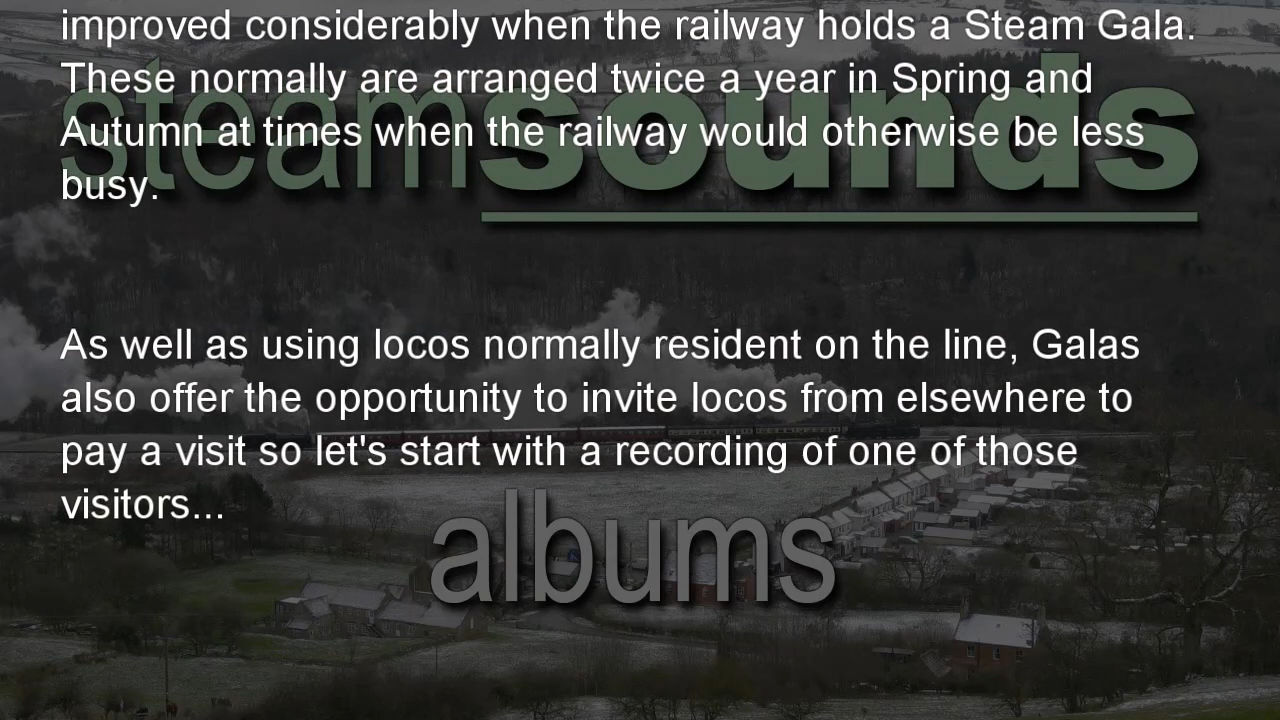 improved considerably when the railway holds a Steam Gala.
These normally are arranged twice a year in Spring and
Autumn at times when the railway would otherwise be less
busy.
steamsounds
As well as using locos normally resident on the line, Galas
also offer the opportunity to invite locos from elsewhere to
pay a visit so let's start with a recording of one of those
visitors...
albums